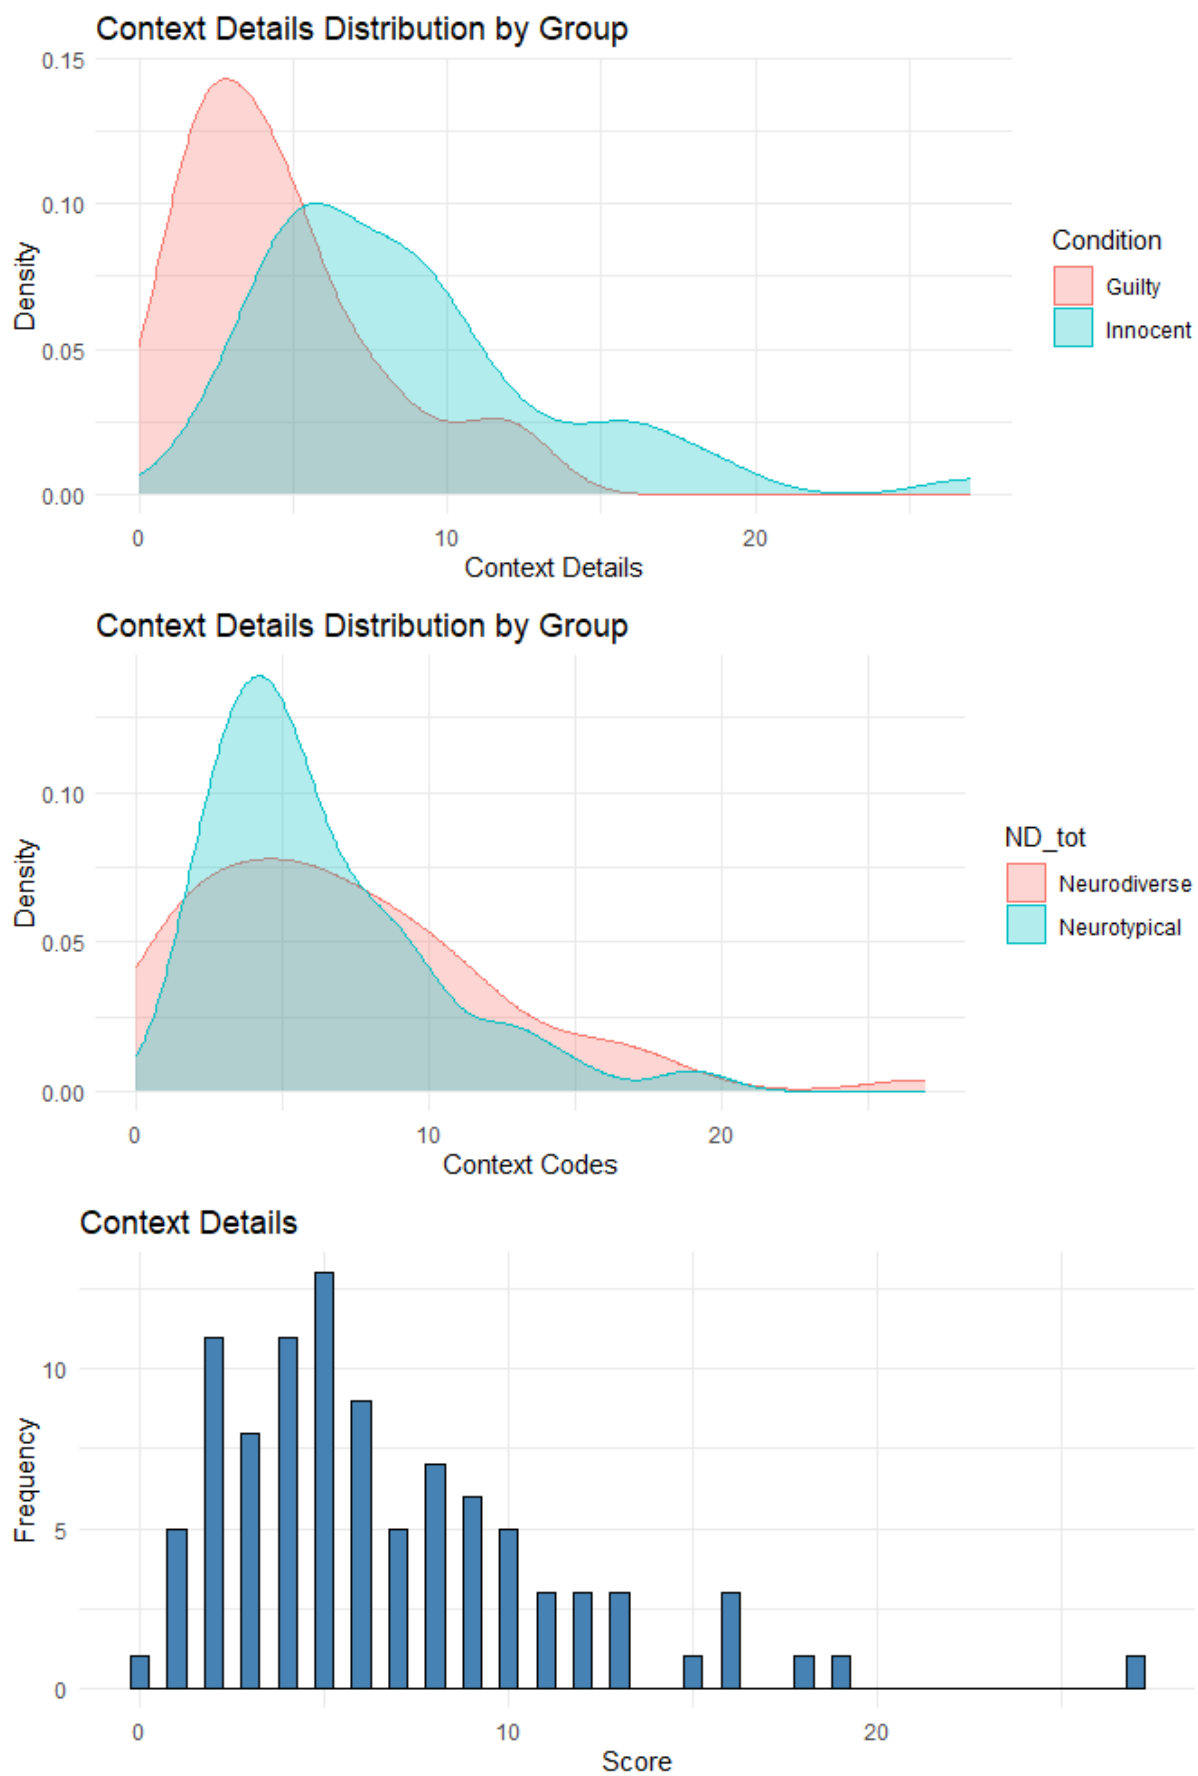 Context Details Distribution by Group
0.15
0.10
0.05
0.00
Density
0 10 20
Context Details
Condition
Guilty
Innocent
Context Details Distribution by Group
0.10
0.05
0.00
Density
0 10 20
Context Codes
ND_tot
Neurodiverse
Neurotypical
Context Details
10
5
0
Frequency
0 10 20
Score